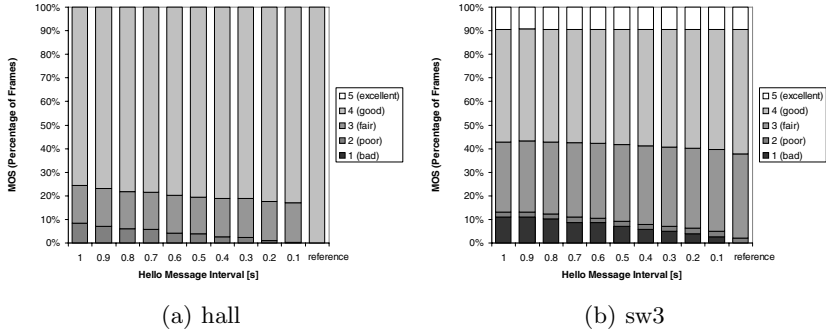 100%
90%
80%
70%
60%
50%
40%
30%
20%
10%
0%
MOS (Percentage of Frames)
1 0.9 0.8 0.7 0.6 0.5 0.4 0.3 0.2 0.1 reference
Hello Message Interval [s]
5 (excellent)
4 (good)
3 (fair)
2 (poor)
1 (bad)
(a) hall
100%
90%
80%
70%
60%
50%
40%
30%
20%
10%
0%
MOS (Percentage of Frames)
1 0.9 0.8 0.7 0.6 0.5 0.4 0.3 0.2 0.1 reference
Hello Message Interval [s]
5 (excellent)
4 (good)
3 (fair)
2 (poor)
1 (bad)
(b) sw3